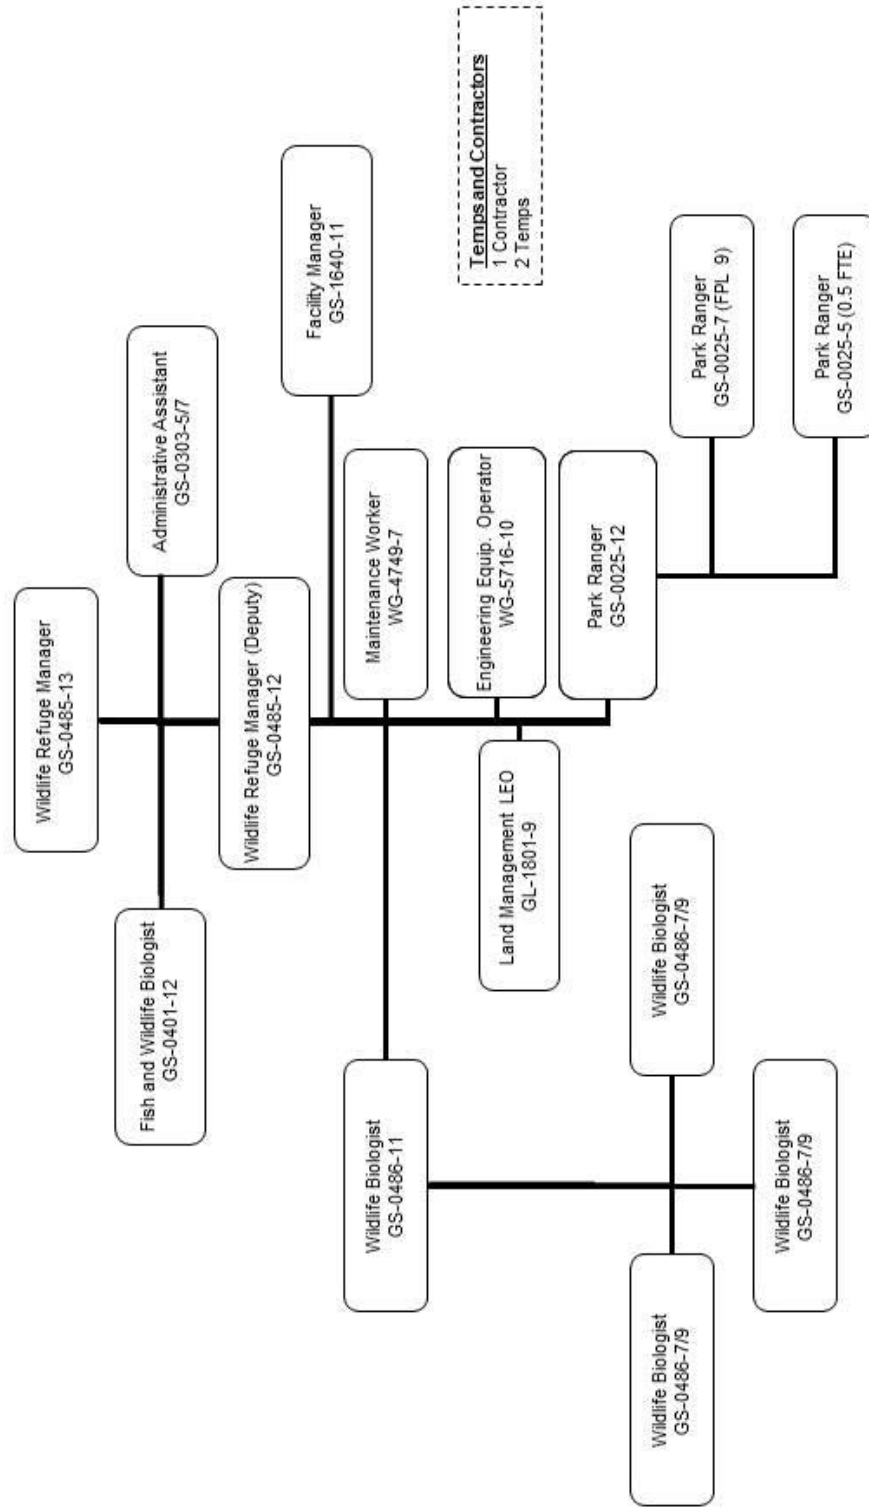 Wildlife Refuge Manager
GS-0485-13
Fish and Wildlife Biologist
GS-0401-12
Administrative Assistant
GS-0303-5/7
Wildlife Refuge Manager (Deputy)
GS-0485-12
Facility Manager
GS-1640-11
Wildlife Biologist
GS-0486-11
Maintenance Worker
WG-4749-7
Engineering Equip. Operator
WG-5716-10
Land Management LEO
GL-1801-9
Park Ranger
GS-0025-12
Temps and Contractors
1 Contractor
2 Temps
Wildlife Biologist
GS-0486-7/9
Wildlife Biologist
GS-0486-7/9
Wildlife Biologist
GS-0486-7/9
Park Ranger
GS-0025-7 (FPL 9)
Park Ranger
GS-0025-5 (0.5 FTE)